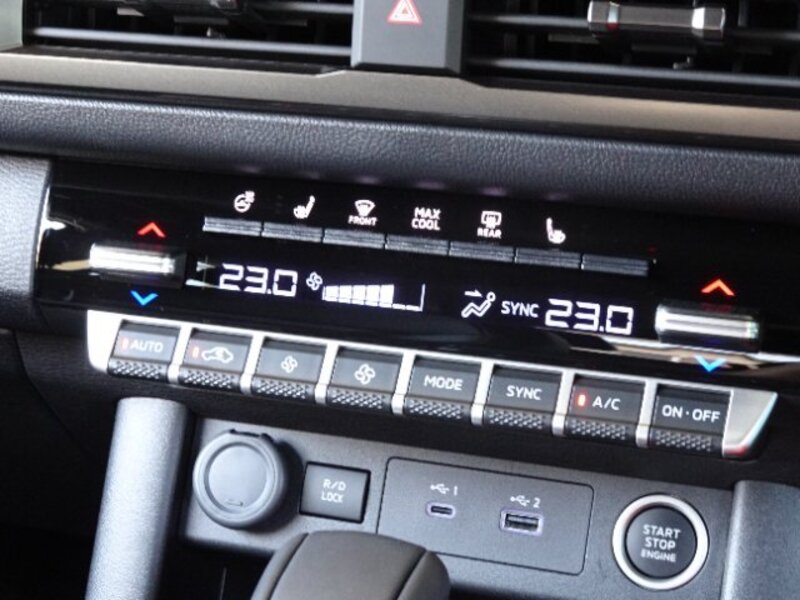 FRONT
MAX
COOL
REAR
23.0
SYNC 23.0
AUTO
MODE
SYNC
A/C
ON·OFF
R/D
LOCK
1
2
START
STOP
ENGINE